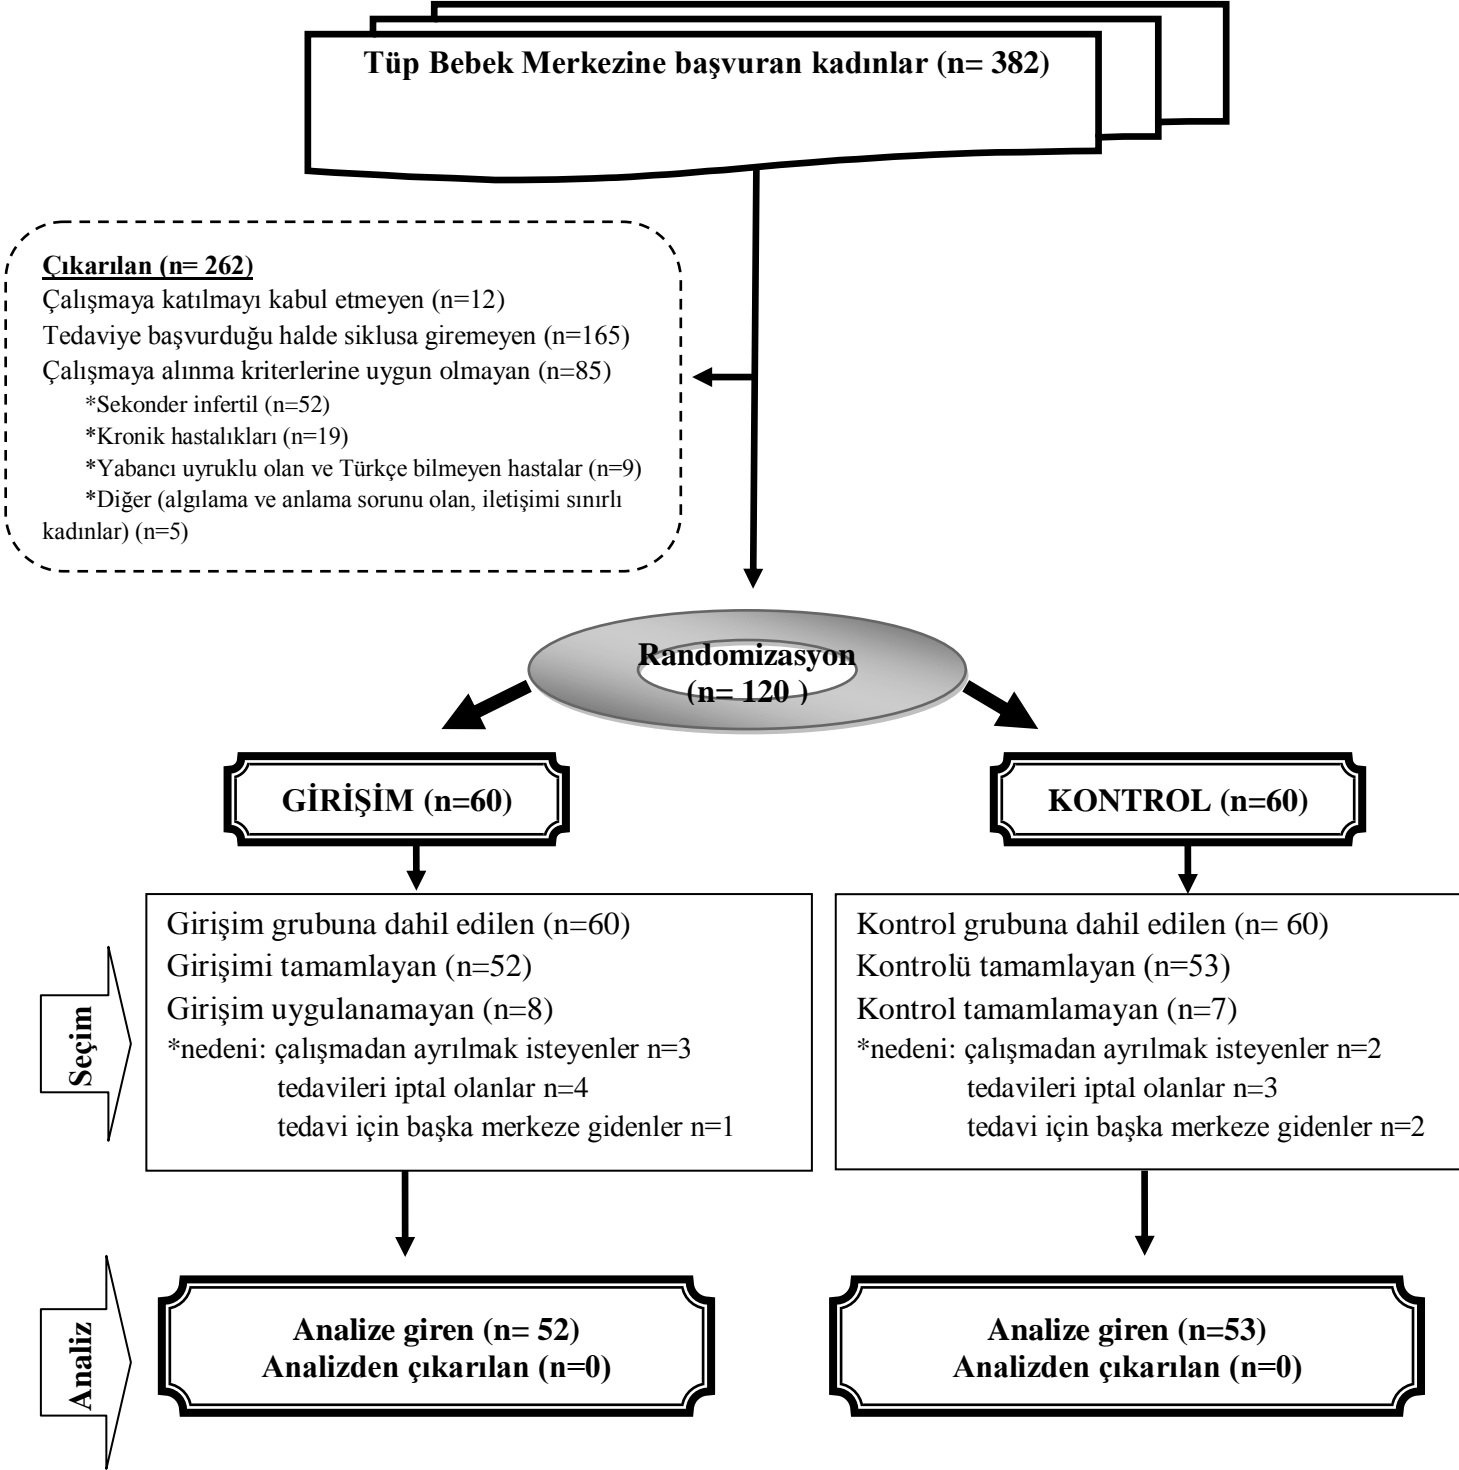 Tüp Bebek Merkezine başvuran kadınlar (n= 382)
Çıkarılan (n= 262)
Çalışmaya katılmayı kabul etmeyen (n=12)
Tedaviye başvurduğu halde siklusa giremeyen (n=165)
Çalışmaya alınma kriterlerine uygun olmayan (n=85)
*Sekonder infertil (n=52)
*Kronik hastalıkları (n=19)
*Yabancı uyruklu olan ve Türkçe bilmeyen hastalar (n=9)
*Diğer (algılama ve anlama sorunu olan, iletişimi sınırlı
kadınlar) (n=5)
Randomizasyon
(n= 120 )
GİRİŞİM (n=60)
KONTROL (n=60)
Seçim
Girişim grubuna dahil edilen (n=60)
Girişimi tamamlayan (n=52)
Girişim uygulanamayan (n=8)
*nedeni: çalışmadan ayrılmak isteyenler n=3
tedavileri iptal olanlar n=4
tedavi için başka merkeze gidenler n=1
Kontrol grubuna dahil edilen (n= 60)
Kontrolü tamamlayan (n=53)
Kontrol tamamlamayan (n=7)
*nedeni: çalışmadan ayrılmak isteyenler n=2
tedavileri iptal olanlar n=3
tedavi için başka merkeze gidenler n=2
Analiz
Analize giren (n= 52)
Analizden çıkarılan (n=0)
Analize giren (n=53)
Analizden çıkarılan (n=0)